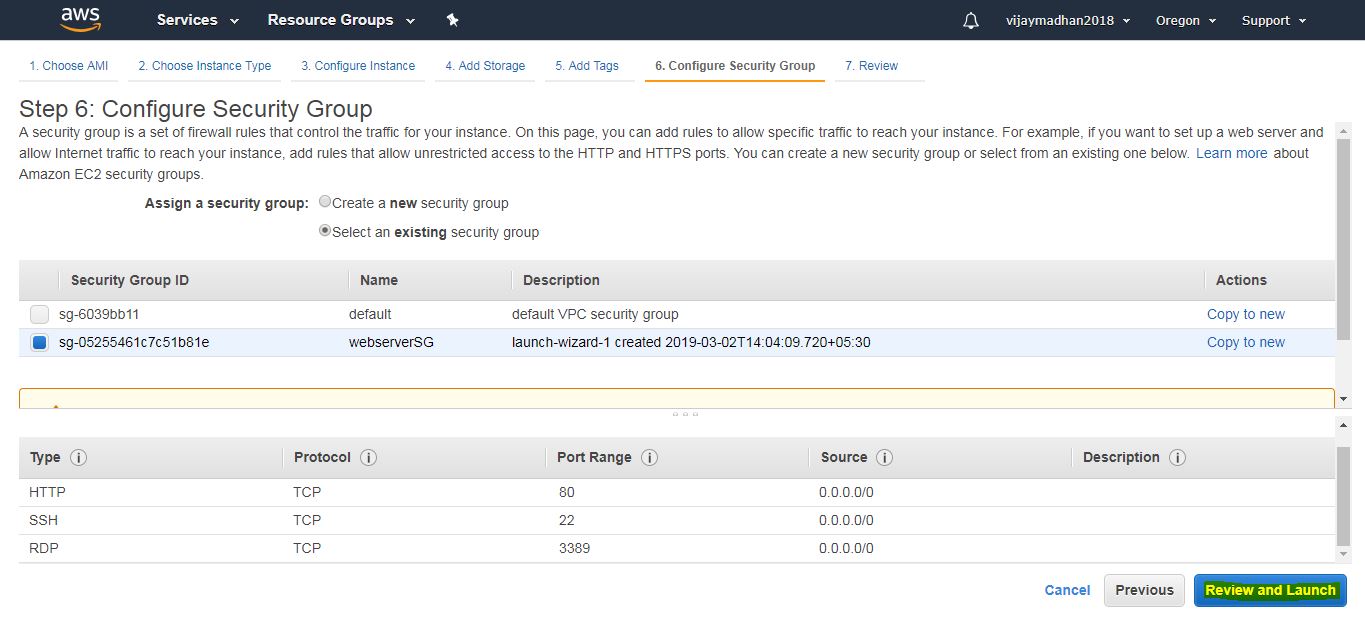 aws Services Resource Groups vijaymadhan2018 Oregon Support
1. Choose AMI 2. Choose Instance Type 3. Configure Instance 4. Add Storage 5. Add Tags 6. Configure Security Group 7. Review
Step 6: Configure Security Group
A security group is a set of firewall rules that control the traffic for your instance. On this page, you can add rules to allow specific traffic to reach your instance. For example, if you want to set up a web server and
allow Internet traffic to reach your instance, add rules that allow unrestricted access to the HTTP and HTTPS ports. You can create a new security group or select from an existing one below. Learn more about
Amazon EC2 security groups.
Assign a security group: Create a new security group
Select an existing security group
Security Group ID Name Description Actions
sg-6039bb11 default default VPC security group Copy to new
sg-05255461c7c51b81e webserverSG launch-wizard-1 created 2019-03-02T14:04:09.720+05:30 Copy to new
Type i Protocol i Port Range i Source i Description i
HTTP TCP 80 0.0.0.0/0
SSH TCP 22 0.0.0.0/0
RDP TCP 3389 0.0.0.0/0
Cancel Previous Review and Launch